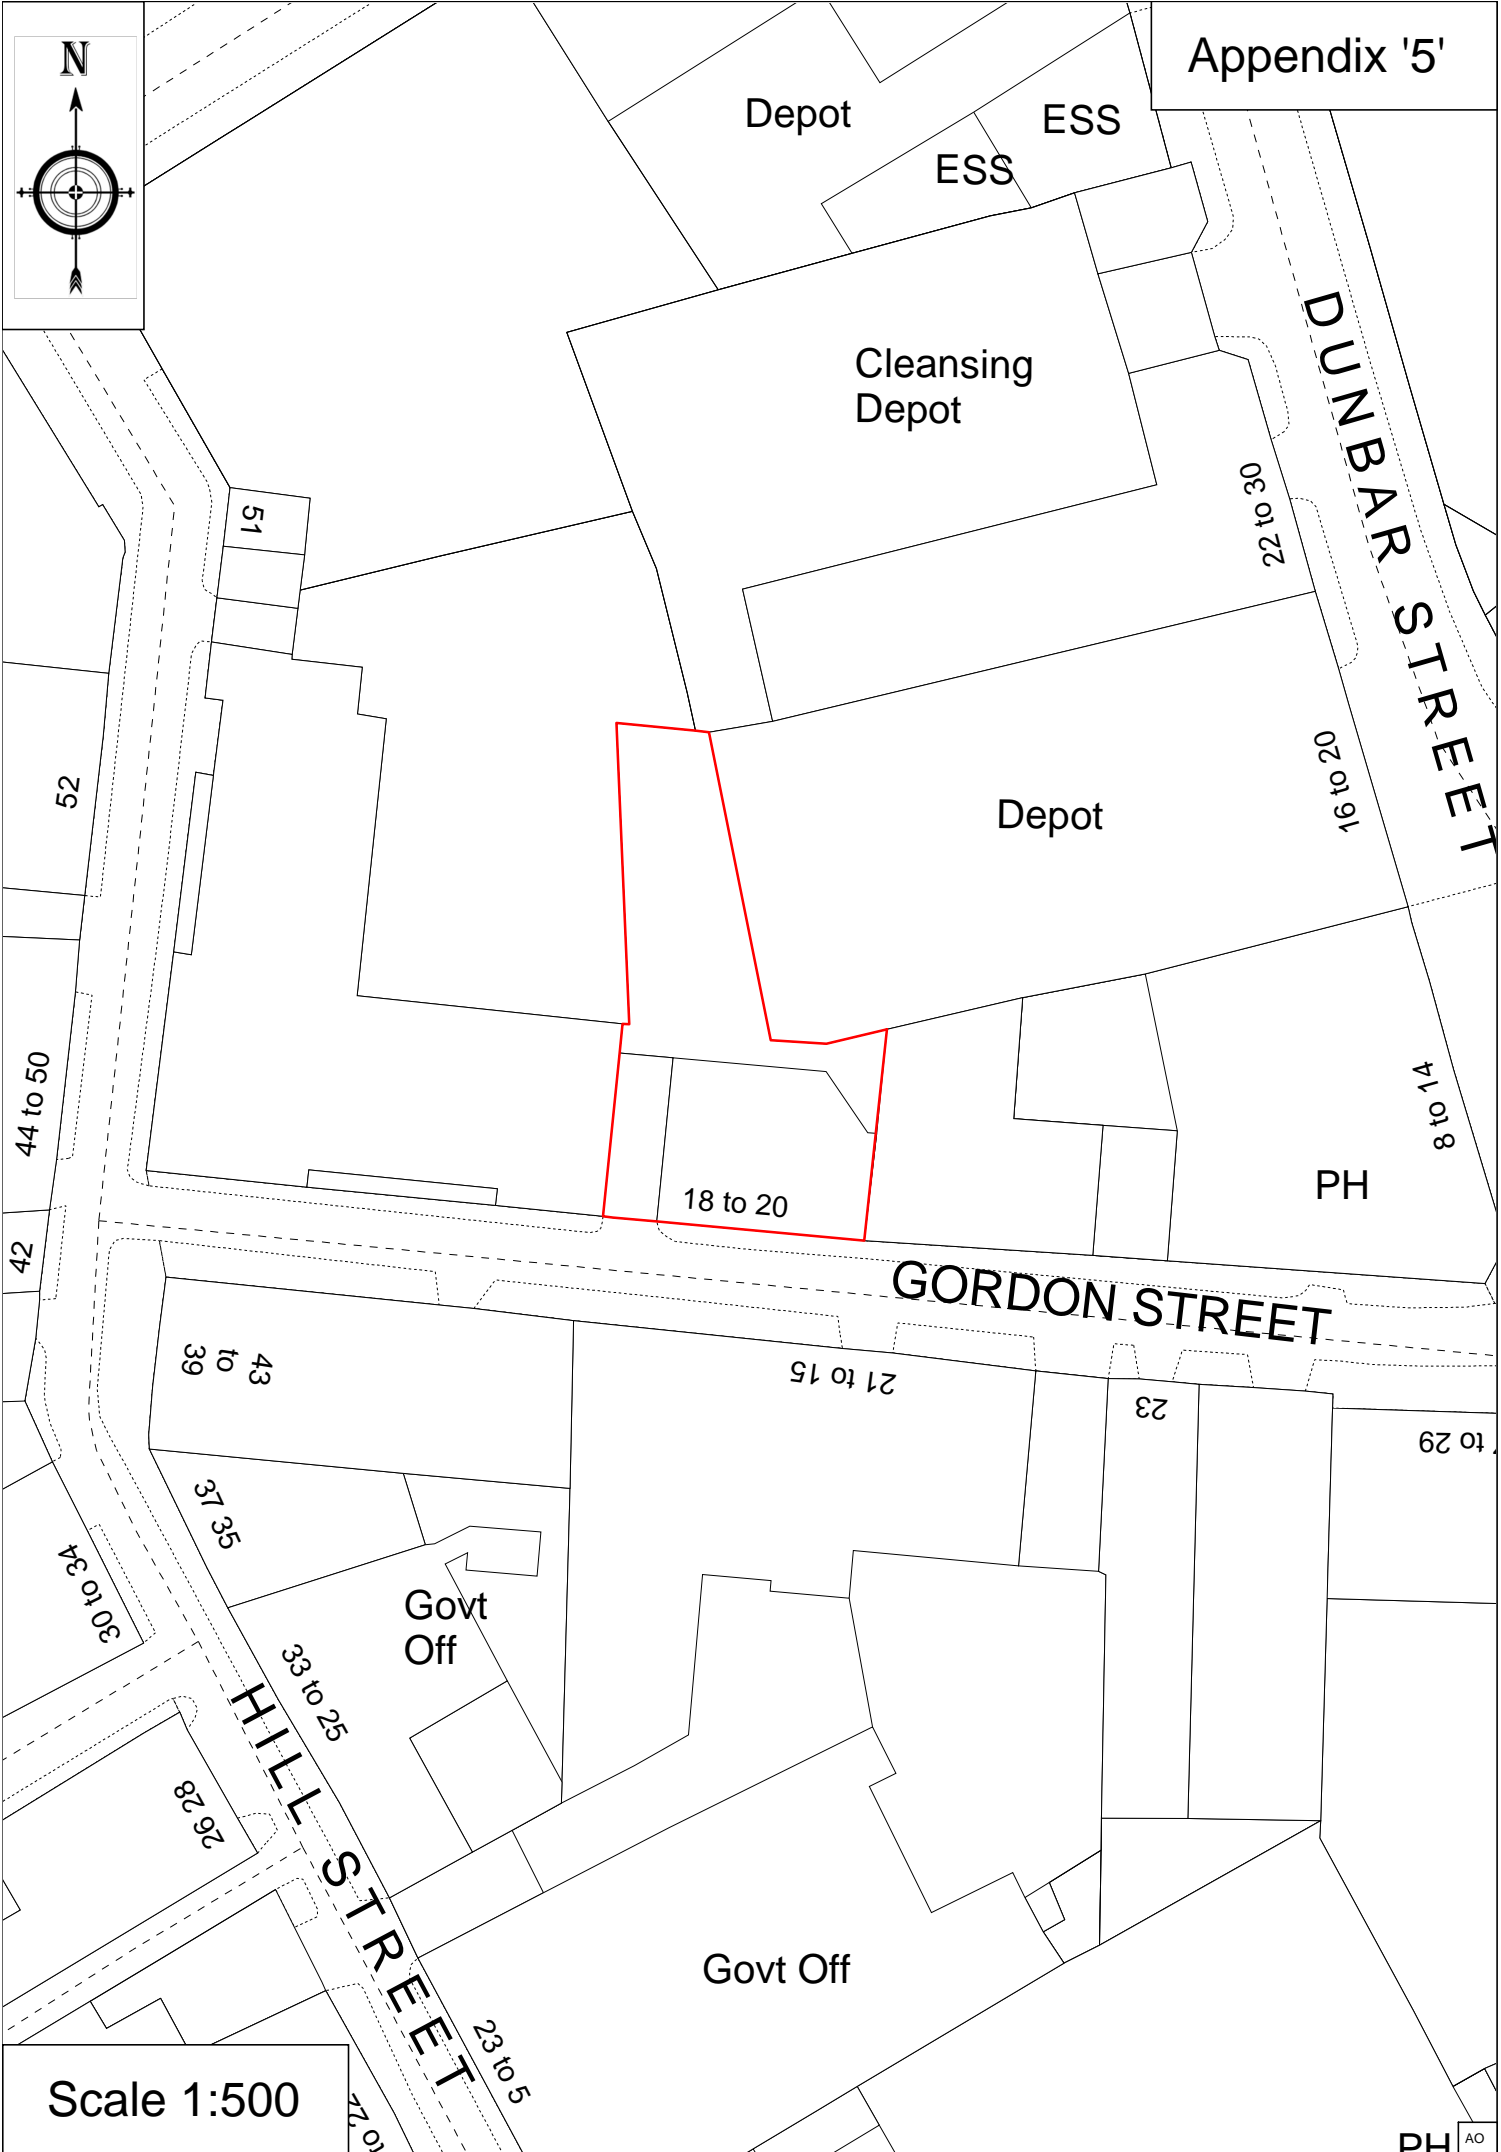 N
Appendix '5'
Depot
ESS
ESS
Cleansing
Depot
DUNBAR STREET
51
22 to 30
52
16 to 20
Depot
44 to 50
8 to 14
PH
18 to 20
42
GORDON STREET
43
to
39
21 to 15
23
to 29
37 35
30 to 34
Govt
Off
33 to 25
HILL STREET
26 28
Govt Off
23 to 5
Scale 1:500
to 22
PH
AO